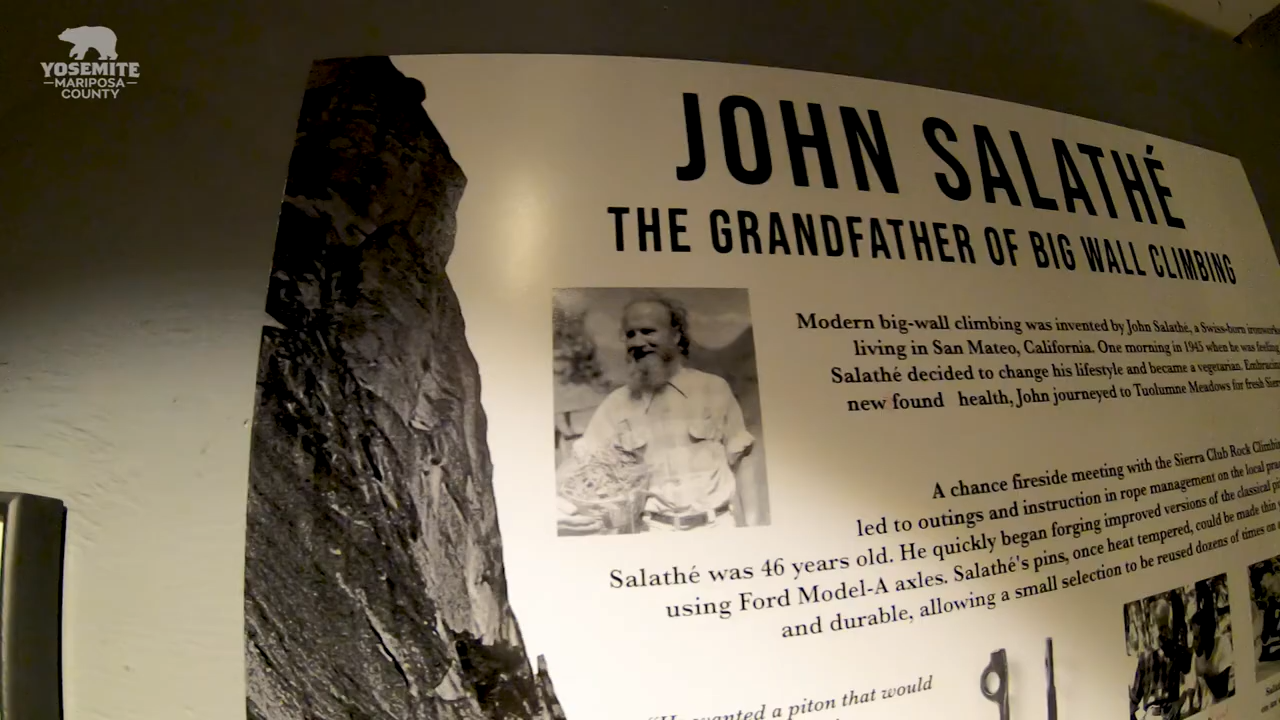 YOSEMITE
MARIPOSA
COUNTY
JOHN SALATHÉ
THE GRANDFATHER OF BIG WALL CLIMBING
Modern big-wall climbing was invented by John Salathé, a Swiss-born
living in San Mateo, California. One morning in 1945 when he was feeling
Salathé decided to change his lifestyle and became a vegetarian.
new found health, John journeyed to Tuolumne Meadows for fresh
A chance fireside meeting with the Sierra Club Rock
led to outings and instruction in rope management on the local
Salathé was 46 years old. He quickly began forging improved versions of the classical
using Ford Model-A axles. Salathé's pins, once heat tempered, could be made thin
and durable, allowing a small selection to be reused dozens of times on
wanted a piton that would